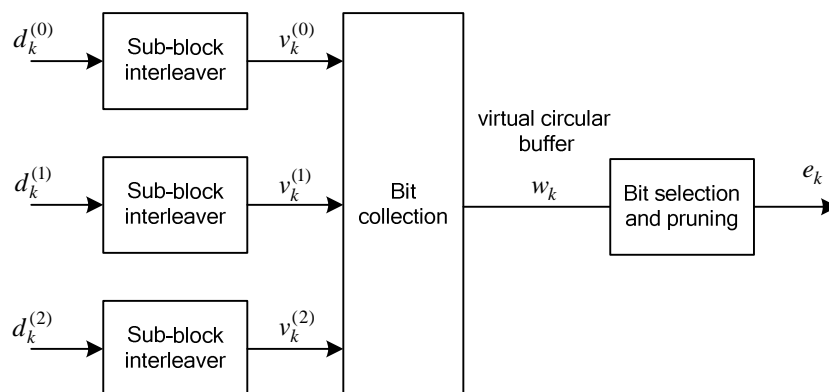 d_k^{(0)}
Sub-block
interleaver
v_k^{(0)}
d_k^{(1)}
Sub-block
interleaver
v_k^{(1)}
d_k^{(2)}
Sub-block
interleaver
v_k^{(2)}
Bit
collection
virtual circular
buffer
w_k
Bit selection
and pruning
e_k